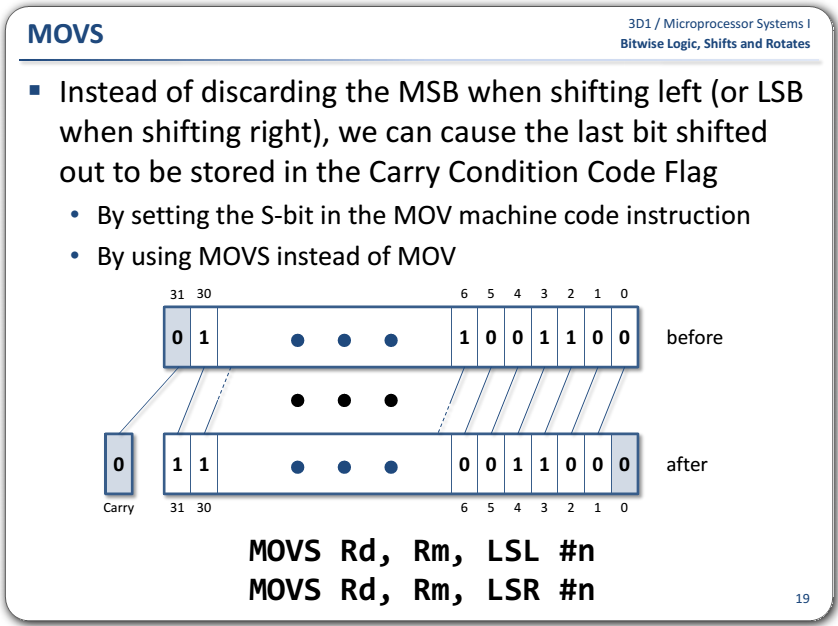 MOVS
3D1 / Microprocessor Systems I
Bitwise Logic, Shifts and Rotates
▪ Instead of discarding the MSB when shifting left (or LSB
when shifting right), we can cause the last bit shifted
out to be stored in the Carry Condition Code Flag
• By setting the S-bit in the MOV machine code instruction
• By using MOVS instead of MOV
31 30 6 5 4 3 2 1 0
0 1 1 0 0 1 1 0 0 before
0 1 1 0 0 1 1 0 0 0 after
Carry 31 30 6 5 4 3 2 1 0
MOVS Rd, Rm, LSL #n
MOVS Rd, Rm, LSR #n
19